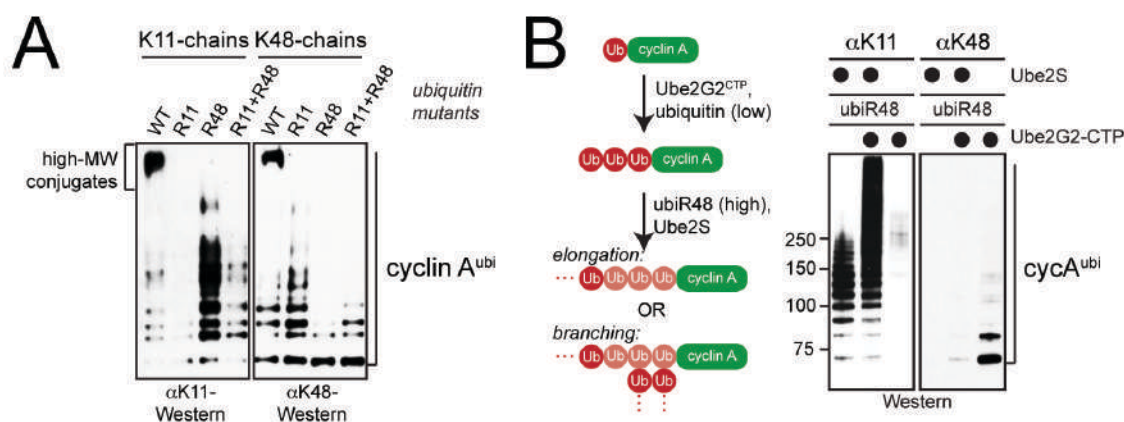 A
K11-chains K48-chains
WT R11 R48 R11+R48 WT R11 R48 R11+R48
ubiquitin
mutants
high-MW
conjugates
cyclin A^ubi
αK11-
Western
αK48-
Western
B
Ub cyclin A
Ube2G2^CTP,
ubiquitin (low)
Ub Ub Ub cyclin A
ubiR48 (high),
Ube2S
elongation:
Ub Ub Ub Ub cyclin A
OR
branching:
Ub Ub Ub Ub cyclin A
Ub Ub
αK11 αK48
Ube2S
ubiR48 ubiR48
Ube2G2-CTP
250
150
100
75
cycA^ubi
Western